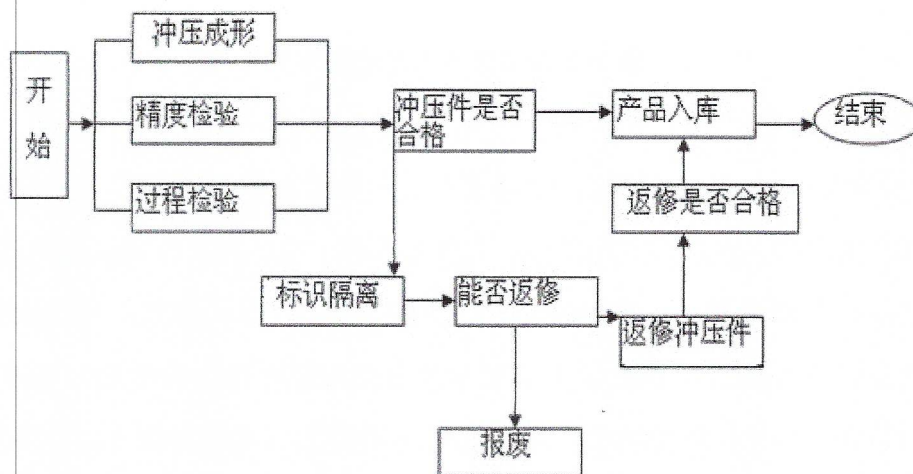 开
始
冲压成形
精度检验
过程检验
冲压件是否
合格
产品入库
结束
返修是否合格
标识隔离
能否返修
返修冲压件
报废